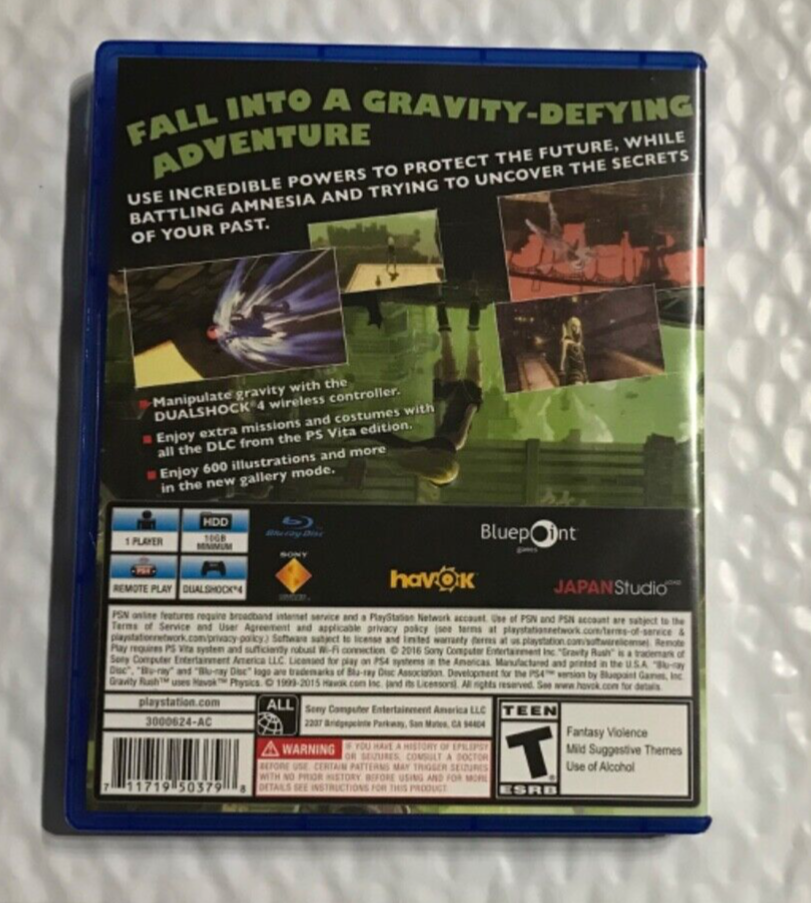 FALL INTO A GRAVITY-DEFYING
ADVENTURE
USE INCREDIBLE POWERS TO PROTECT THE FUTURE, WHILE
BATTLING AMNESIA AND TRYING TO UNCOVER THE SECRETS
OF YOUR PAST.
Manipulate gravity with the
DUALSHOCK®4 wireless controller.
Enjoy extra missions and costumes with
all the DLC from the PS Vita edition.
Enjoy 600 illustrations and more
in the new gallery mode.
1 PLAYER
HDD
10GB
MINIMUM
REMOTE PLAY
DUALSHOCK®4
Blu-ray Disc
SONY
havok
Bluepoint
games
JAPANStudio
PSN online features require broadband internet service and a PlayStation Network account. Use of PSN and PSN account are subject to the
Terms of Service and User Agreement and applicable privacy policy (see terms at playstationnetwork.com/terms-of-service &
playstationnetwork.com/privacy-policy.) Software subject to license and limited warranty (terms at us.playstation.com/softwarelicense). Remote
Play requires PS Vita system and sufficiently robust Wi-Fi connection. © 2016 Sony Computer Entertainment Inc. "Gravity Rush" is a trademark of
Sony Computer Entertainment America LLC. Licensed for play on PS4 systems in the Americas. Manufactured and printed in the U.S.A. "Blu-ray
Disc", "Blu-ray" and "Blu-ray Disc" logo are trademarks of Blu-ray Disc Association. Development for the PS4™ version by Bluepoint Games, Inc.
Gravity Rush™ uses Havok™ Physics. © 1999-2015 Havok.com Inc. (and its Licensors). All rights reserved. See www.havok.com for details.
playstation.com
3000624-AC
7 11719 50379 8
ALL
Sony Computer Entertainment America LLC
2207 Bridgepointe Parkway, San Mateo, CA 94404
WARNING IF YOU HAVE A HISTORY OF EPILEPSY
OR SEIZURES, CONSULT A DOCTOR
BEFORE USE. CERTAIN PATTERNS MAY TRIGGER SEIZURES
WITH NO PRIOR HISTORY. BEFORE USING AND FOR MORE
DETAILS SEE INSTRUCTIONS FOR THIS PRODUCT.
TEEN
T
ESRB
Fantasy Violence
Mild Suggestive Themes
Use of Alcohol